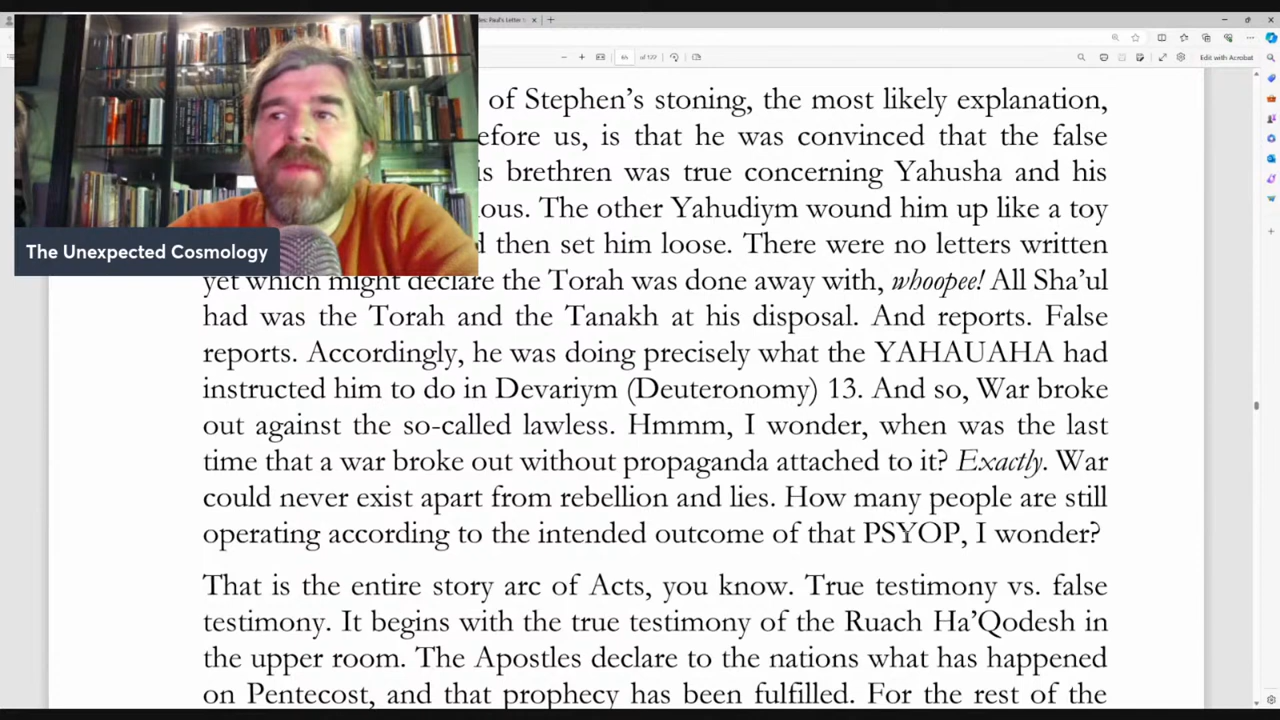 les: Paul's Letter t
65 of 122
Edit with Acrobat
of Stephen's stoning, the most likely explanation,
efore us, is that he was convinced that the false
is brethren was true concerning Yahusha and his
ious. The other Yahudiym wound him up like a toy
d then set him loose. There were no letters written
The Unexpected Cosmology
yet which might declare the Torah was done away with, whoopee! All Sha'ul
had was the Torah and the Tanakh at his disposal. And reports. False
reports. Accordingly, he was doing precisely what the YAHAUAHA had
instructed him to do in Devariym (Deuteronomy) 13. And so, War broke
out against the so-called lawless. Hmmm, I wonder, when was the last
time that a war broke out without propaganda attached to it? Exactly. War
could never exist apart from rebellion and lies. How many people are still
operating according to the intended outcome of that PSYOP, I wonder?
That is the entire story arc of Acts, you know. True testimony vs. false
testimony. It begins with the true testimony of the Ruach Ha'Qodesh in
the upper room. The Apostles declare to the nations what has happened
on Pentecost, and that prophecy has been fulfilled. For the rest of the